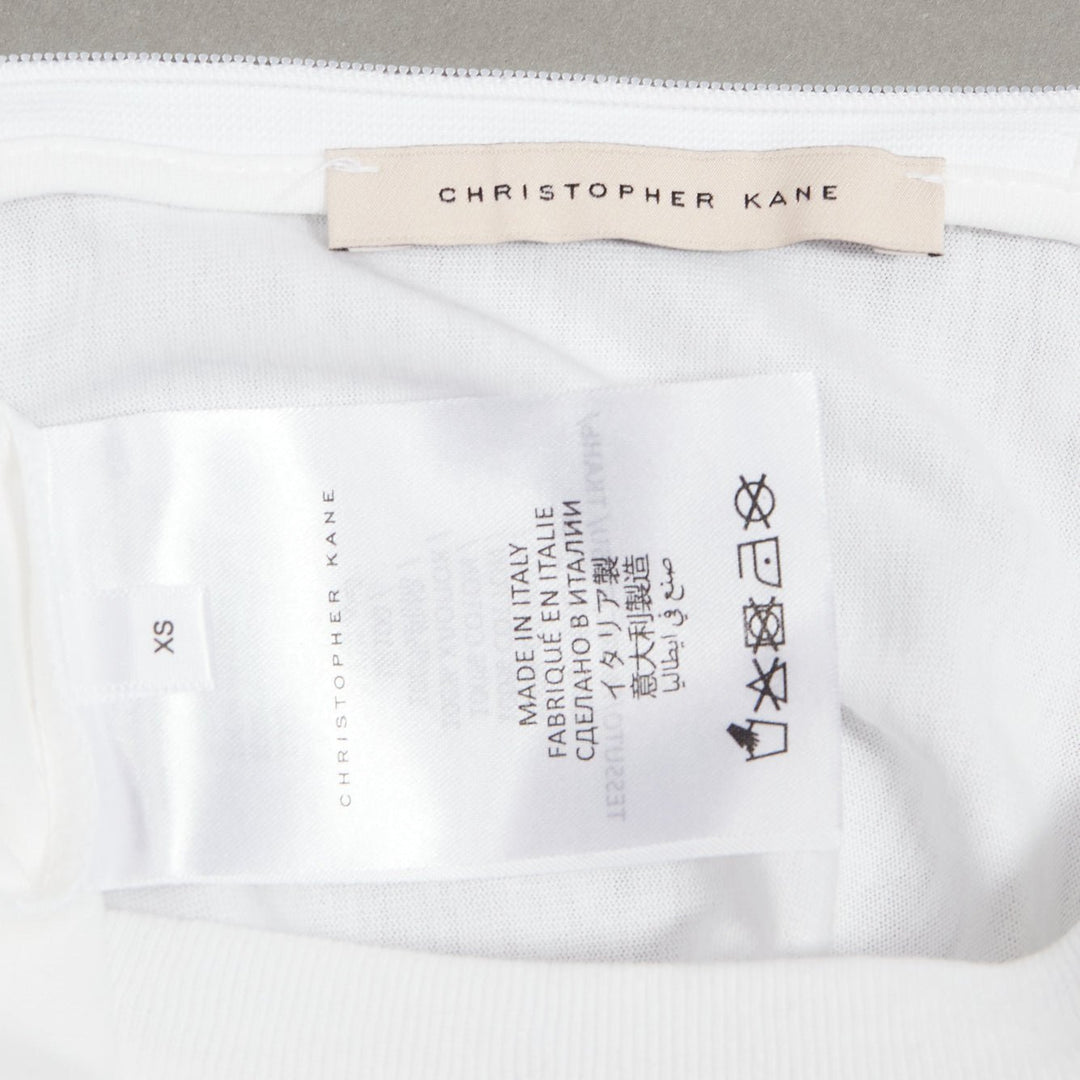 CHRISTOPHER KANE
XS
CHRISTOPHER KANE
MADE IN ITALY
FABRIQUÉ EN ITALIE
СДЕЛАНО В ИТАЛИИ
イタリア製
意大利製造
صنع في ايطاليا